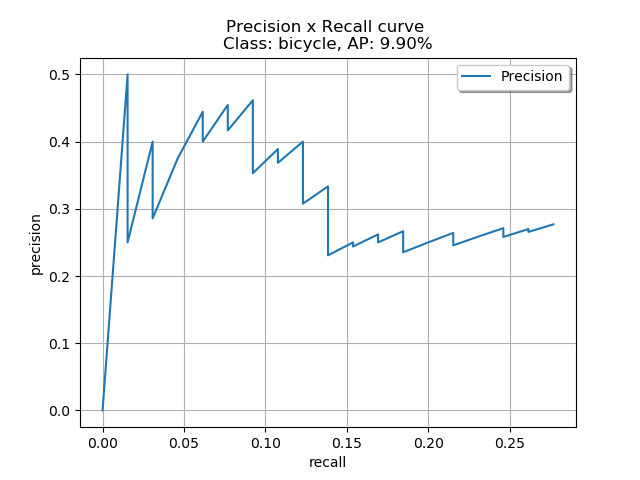 Precision x Recall curve
Class: bicycle, AP: 9.90%
Precision
precision
0.5
0.4
0.3
0.2
0.1
0.0
0.00 0.05 0.10 0.15 0.20 0.25
recall